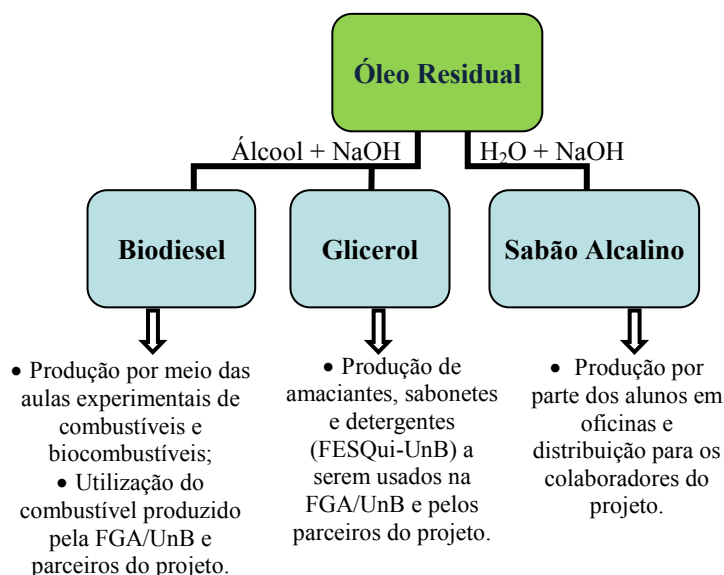 Óleo Residual
Álcool + NaOH
H₂O + NaOH
Biodiesel
Glicerol
Sabão Alcalino
• Produção por meio das
aulas experimentais de
combustíveis e
biocombustíveis;
• Utilização do
combustível produzido
pela FGA/UnB e
parceiros do projeto.
• Produção de
amaciantes, sabonetes
e detergentes
(FESQui-UnB) a
serem usados na
FGA/UnB e pelos
parceiros do projeto.
• Produção por
parte dos alunos em
oficinas e
distribuição para os
colaboradores do
projeto.